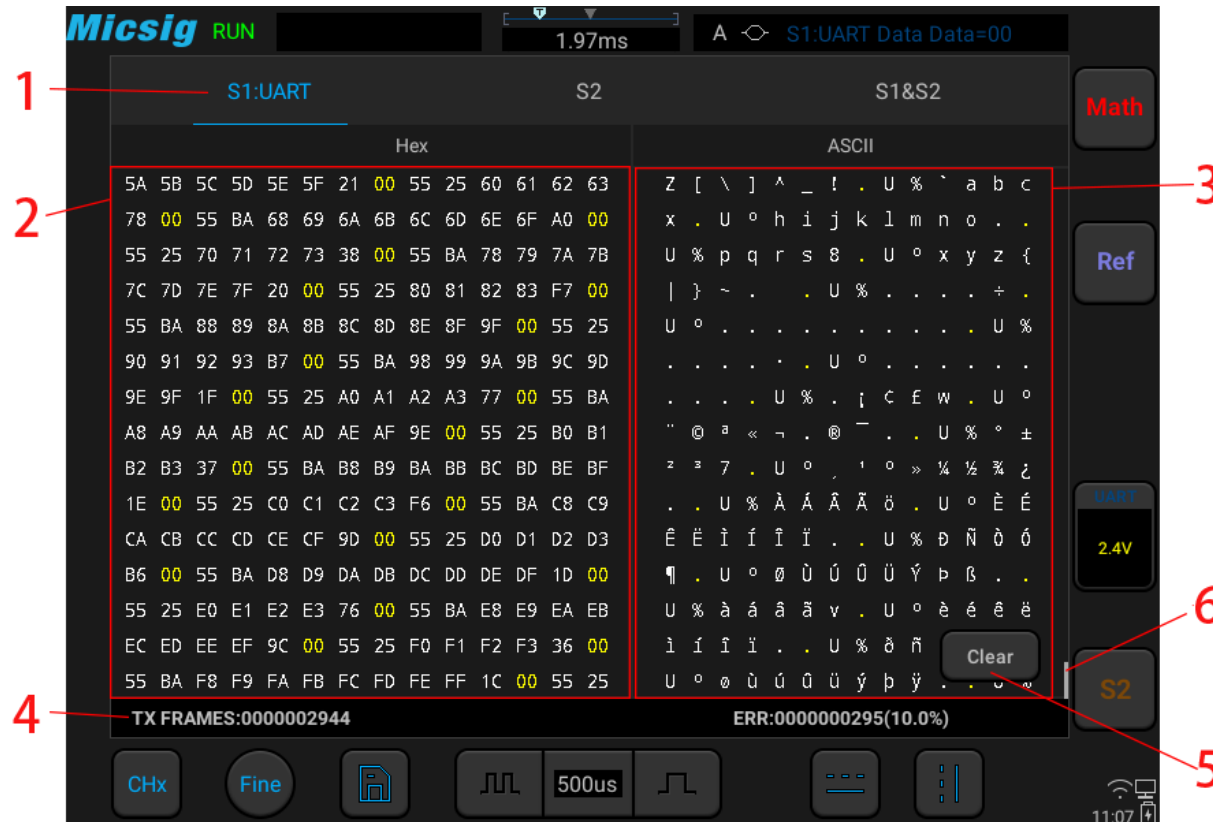 Micsig RUN 1.97ms A S1:UART Data Data=00
1 S1:UART S2 S1&S2 Math
Hex ASCII
5A 5B 5C 5D 5E 5F 21 00 55 25 60 61 62 63 Z [ \ ] ^ _ ! . U % ` a b c 3
2 78 00 55 BA 68 69 6A 6B 6C 6D 6E 6F A0 00 x . U º h i j k l m n o . .
55 25 70 71 72 73 38 00 55 BA 78 79 7A 7B U % p q r s 8 . U º x y z { Ref
7C 7D 7E 7F 20 00 55 25 80 81 82 83 F7 00 | } ~ . . U % . . . . ÷ .
55 BA 88 89 8A 8B 8C 8D 8E 8F 9F 00 55 25 U º . . . . . . . . . . U %
90 91 92 93 B7 00 55 BA 98 99 9A 9B 9C 9D . . . . · . U º . . . . . .
9E 9F 1F 00 55 25 A0 A1 A2 A3 77 00 55 BA . . . . U % . ¡ ¢ £ w . U º
A8 A9 AA AB AC AD AE AF 9E 00 55 25 B0 B1 ¨ © ª « ¬ . ® ¯ . . U % ° ±
B2 B3 37 00 55 BA B8 B9 BA BB BC BD BE BF ² ³ 7 . U º ¸ ¹ º » ¼ ½ ¾ ¿
1E 00 55 25 C0 C1 C2 C3 F6 00 55 BA C8 C9 . . U % À Á Â Ã ö . U º È É UART
CA CB CC CD CE CF 9D 00 55 25 D0 D1 D2 D3 Ê Ë Ì Í Î Ï . . U % Ð Ñ Ò Ó 2.4V
B6 00 55 BA D8 D9 DA DB DC DD DE DF 1D 00 ¶ . U º Ø Ù Ú Û Ü Ý Þ ß . .
55 25 E0 E1 E2 E3 76 00 55 BA E8 E9 EA EB U % à á â ã v . U º è é ê ë 6
EC ED EE EF 9C 00 55 25 F0 F1 F2 F3 36 00 ì í î ï . . U % ð ñ Clear
55 BA F8 F9 FA FB FC FD FE FF 1C 00 55 25 U º ø ù ú û ü ý þ ÿ . . U % S2
4 TX FRAMES:0000002944 ERR:0000000295(10.0%)
CHx Fine 500us 5
11:07